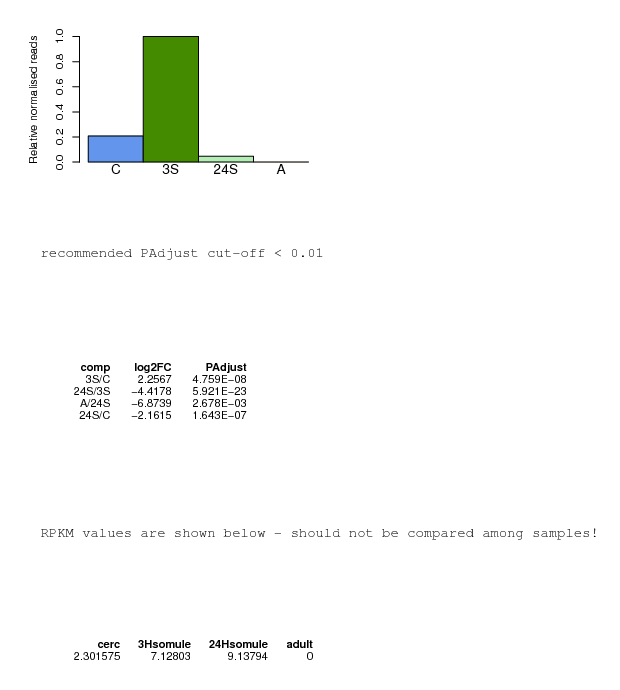 Relative normalised reads
1.0
0.8
0.6
0.4
0.2
0.0
C 3S 24S A
recommended PAdjust cut-off < 0.01
comp log2FC PAdjust
3S/C 2.2567 4.759E-08
24S/3S -4.4178 5.921E-23
A/24S -6.8739 2.678E-03
24S/C -2.1615 1.643E-07
RPKM values are shown below - should not be compared among samples!
cerc 3Hsomule 24Hsomule adult
2.301575 7.12803 9.13794 0